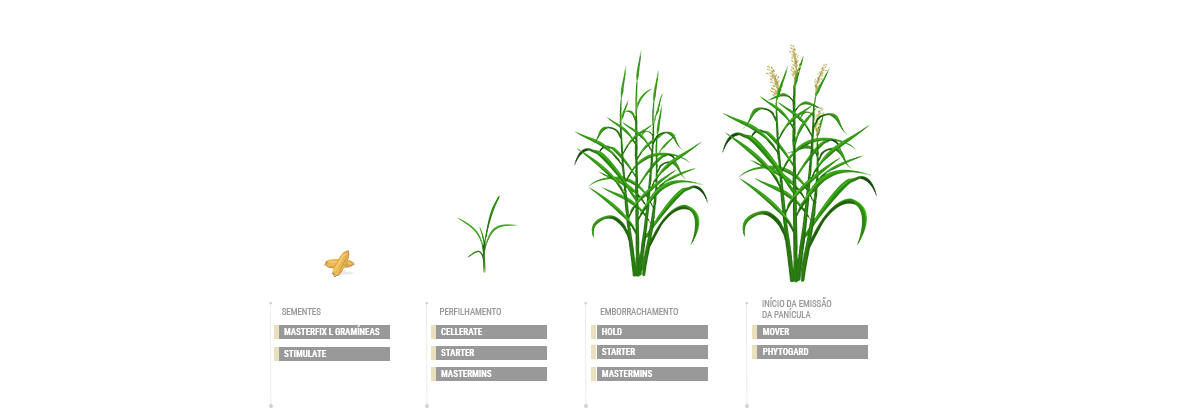 SEMENTES
MASTERFIX L GRAMÍNEAS
STIMULATE
PERFILHAMENTO
CELLERATE
STARTER
MASTERMINS
EMBORRACHAMENTO
HOLD
STARTER
MASTERMINS
INÍCIO DA EMISSÃO
DA PANÍCULA
MOVER
PHYTOGARD